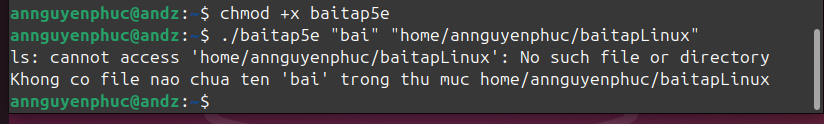 annguyenphuc@andz:~$ chmod +x baitap5e
annguyenphuc@andz:~$ ./baitap5e "bai" "home/annguyenphuc/baitapLinux"
ls: cannot access 'home/annguyenphuc/baitapLinux': No such file or directory
Khong co file nao chua ten 'bai' trong thu muc home/annguyenphuc/baitapLinux
annguyenphuc@andz:~$